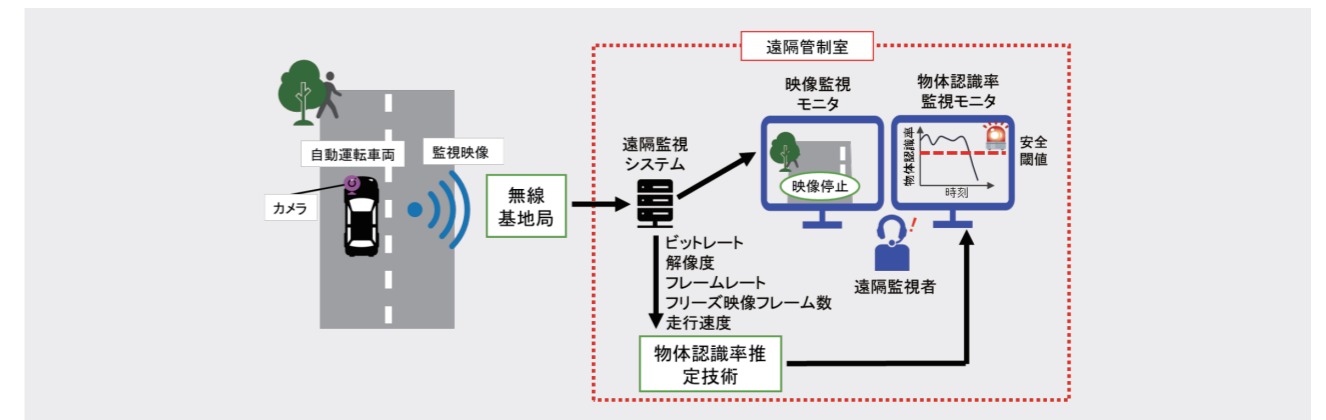 遠隔管制室
映像監視
モニタ
物体認識率
監視モニタ
遠隔監視
システム
自動運転車両
監視映像
カメラ
無線
基地局
映像停止
物体認識率
時刻
安全
閾値
!
遠隔監視者
ビットレート
解像度
フレームレート
フリーズ映像フレーム数
走行速度
物体認識率推
定技術